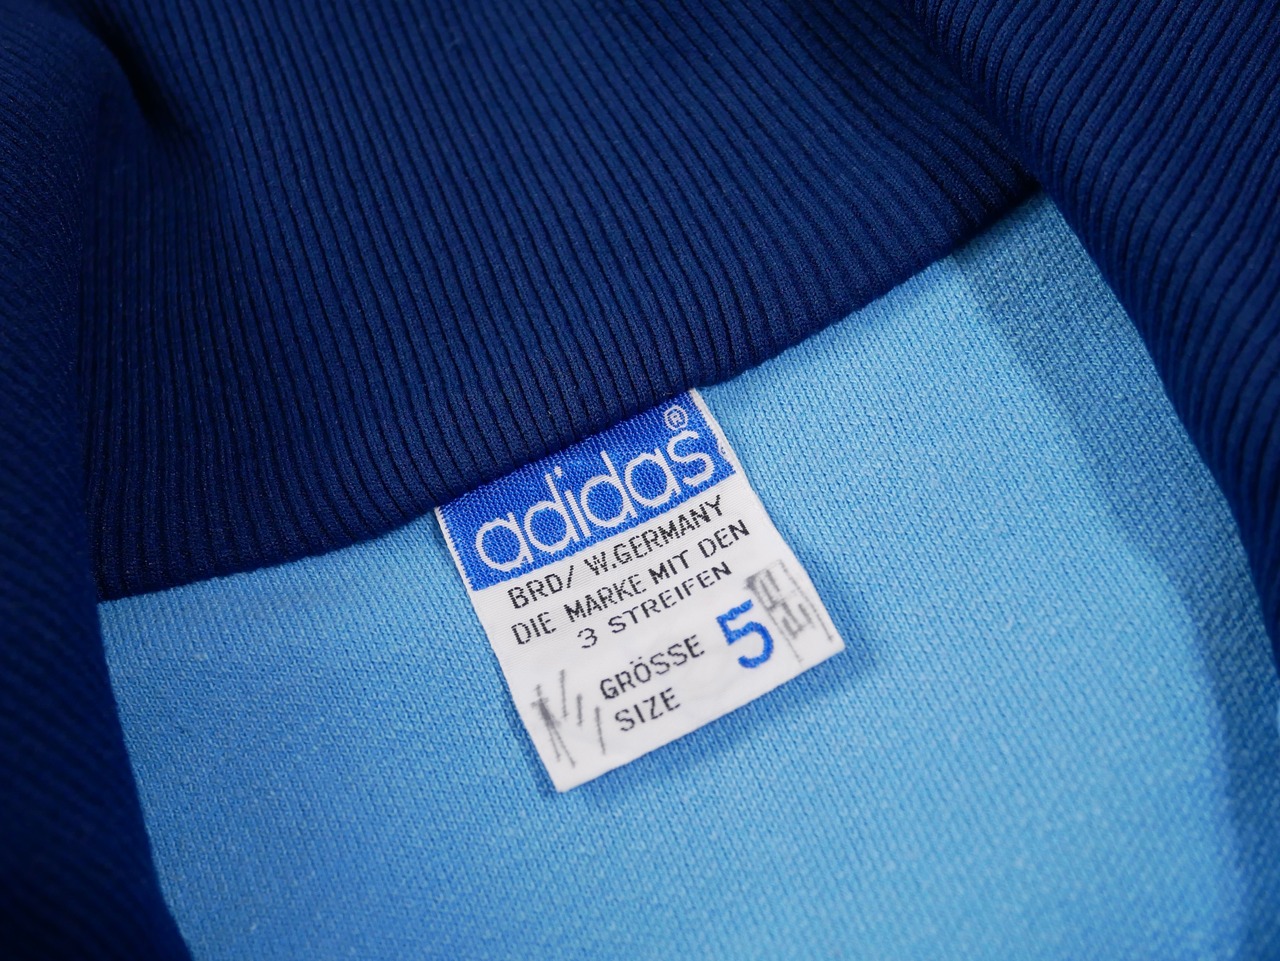 adidas®
BRD/ W.GERMANY
DIE MARKE MIT DEN
3 STREIFEN
GRÖSSE 5
SIZE